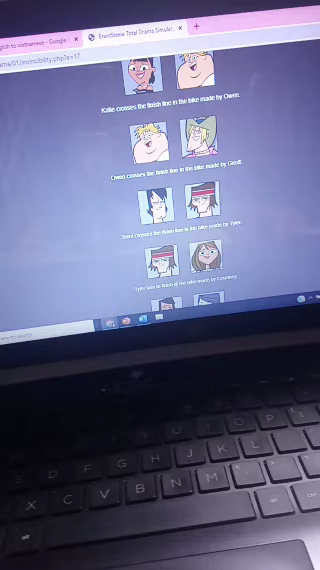 glish to vietnamese - Google
BrantSteele Total Drama Simulat
ama/01/invincibility.php?e=17
Katie crosses the finish line in the bike made by Owen.
Owen crosses the finish line in the bike made by Geoff.
Trent crosses the finish line in the bike made by Tyler.
Tyler fails to finish in the bike made by Courtney.
U
I
O
P
D
F
G
H
J
K
L
X
C
V
B
N
M
alt